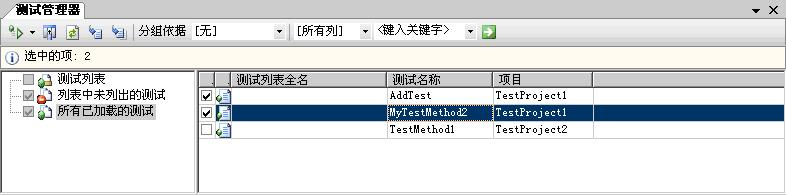 测试管理器
分组依据 [无] [所有列] <键入关键字>
选中的项: 2
测试列表
列表中未列出的测试
所有已加载的测试
测试列表全名 测试名称 项目
AddTest TestProject1
MyTestMethod2 TestProject1
TestMethod1 TestProject2